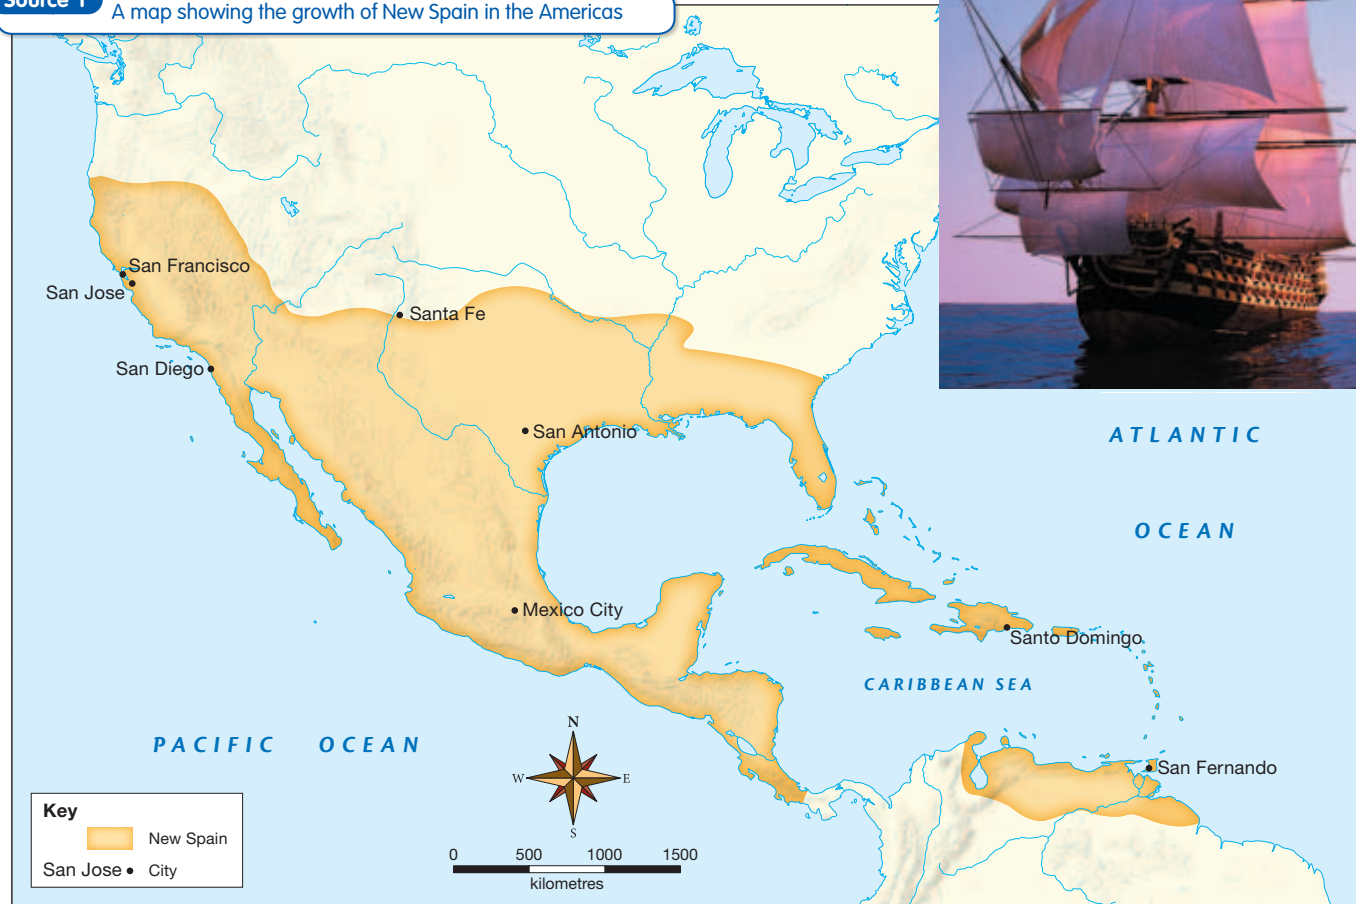 Source 1
A map showing the growth of New Spain in the Americas
San Francisco
San Jose
Santa Fe
San Diego
San Antonio
ATLANTIC
OCEAN
Mexico City
Santo Domingo
CARIBBEAN SEA
PACIFIC OCEAN
N
W E
S
San Fernando
Key
New Spain
San Jose • City
0 500 1000 1500
kilometres